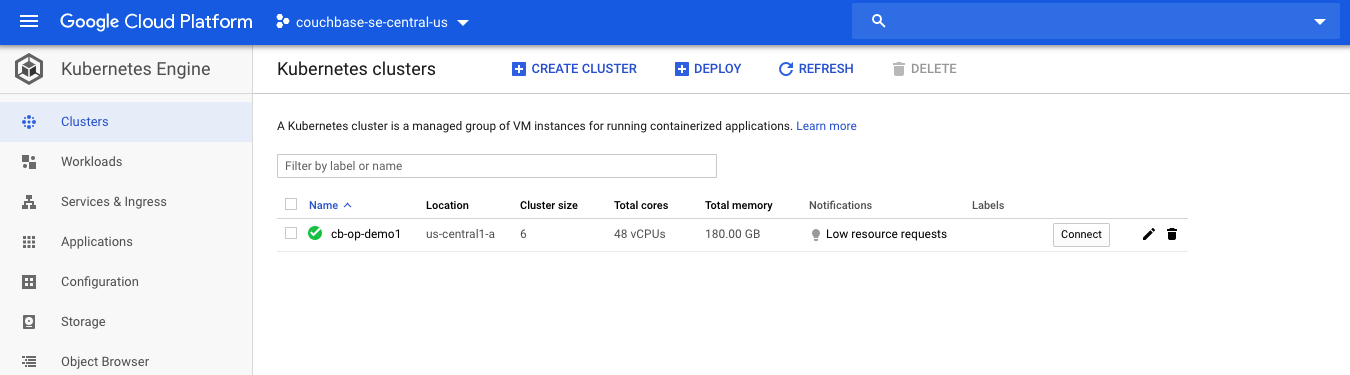 Google Cloud Platform couchbase-se-central-us
Kubernetes Engine
Clusters
Workloads
Services & Ingress
Applications
Configuration
Storage
Object Browser
Kubernetes clusters CREATE CLUSTER DEPLOY REFRESH DELETE
A Kubernetes cluster is a managed group of VM instances for running containerized applications. Learn more
Filter by label or name
Name Location Cluster size Total cores Total memory Notifications Labels
cb-op-demo1 us-central1-a 6 48 vCPUs 180.00 GB Low resource requests Connect